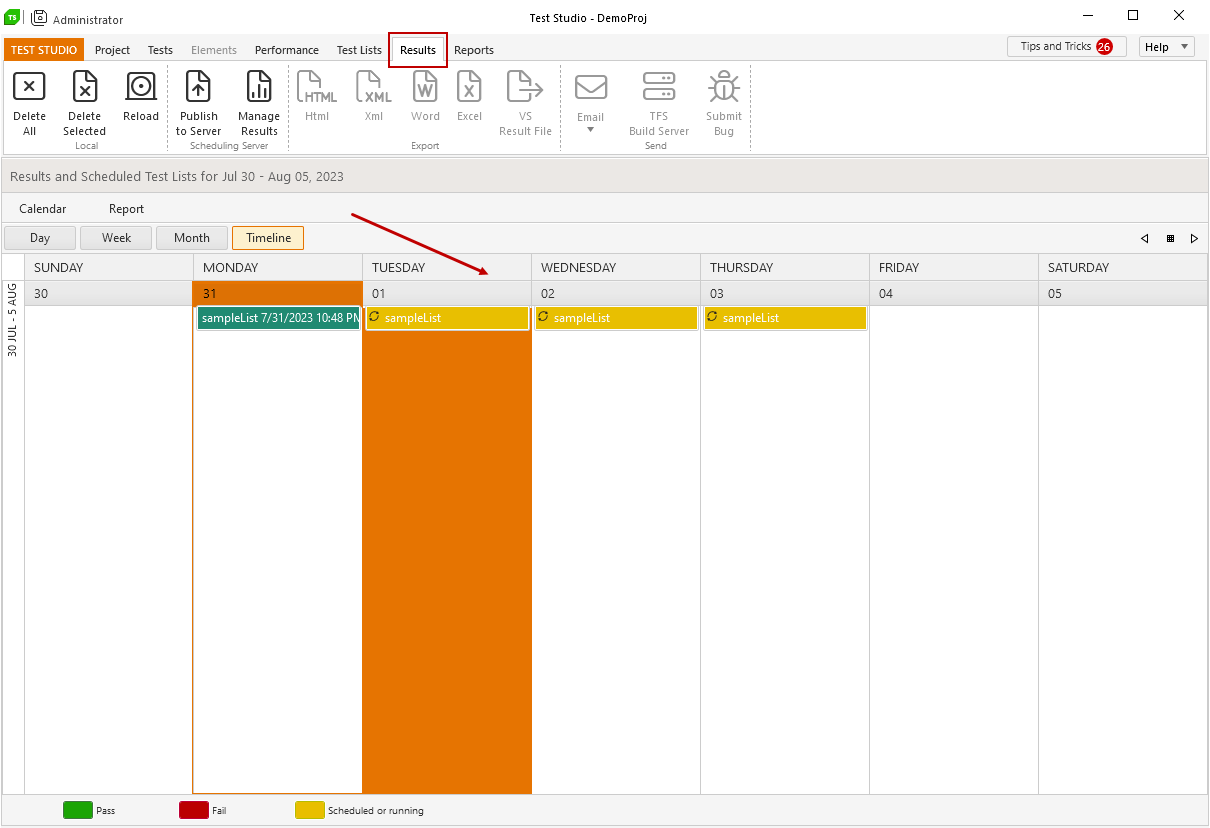 TS
Administrator
Test Studio - DemoProj
TEST STUDIO Project Tests Elements Performance Test Lists Results Reports
Tips and Tricks 26 Help
Delete All
Delete Selected
Reload
Local
Publish to Server
Manage Results
Scheduling Server
HTML Html
XML Xml
W Word
X Excel
VS Result File
Export
Email
TFS Build Server
Submit Bug
Send
Results and Scheduled Test Lists for Jul 30 - Aug 05, 2023
Calendar Report
Day Week Month Timeline
SUNDAY MONDAY TUESDAY WEDNESDAY THURSDAY FRIDAY SATURDAY
30 31 01 02 03 04 05
30 JUL - 5 AUG
sampleList 7/31/2023 10:48 PM sampleList sampleList sampleList
Pass Fail Scheduled or running